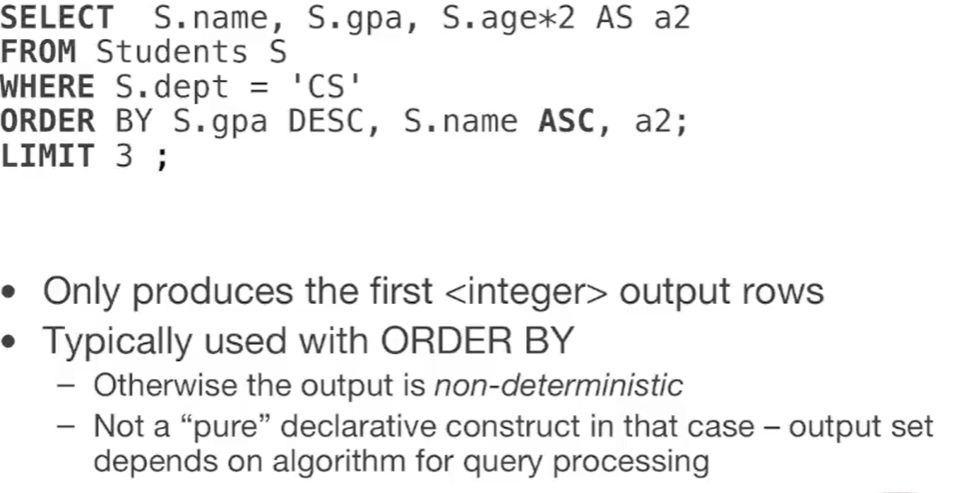 SELECT  S.name, S.gpa, S.age*2 AS a2
FROM Students S
WHERE S.dept = 'CS'
ORDER BY S.gpa DESC, S.name ASC, a2;
LIMIT 3 ;
• Only produces the first <integer> output rows
• Typically used with ORDER BY
– Otherwise the output is non-deterministic
– Not a “pure” declarative construct in that case – output set
depends on algorithm for query processing